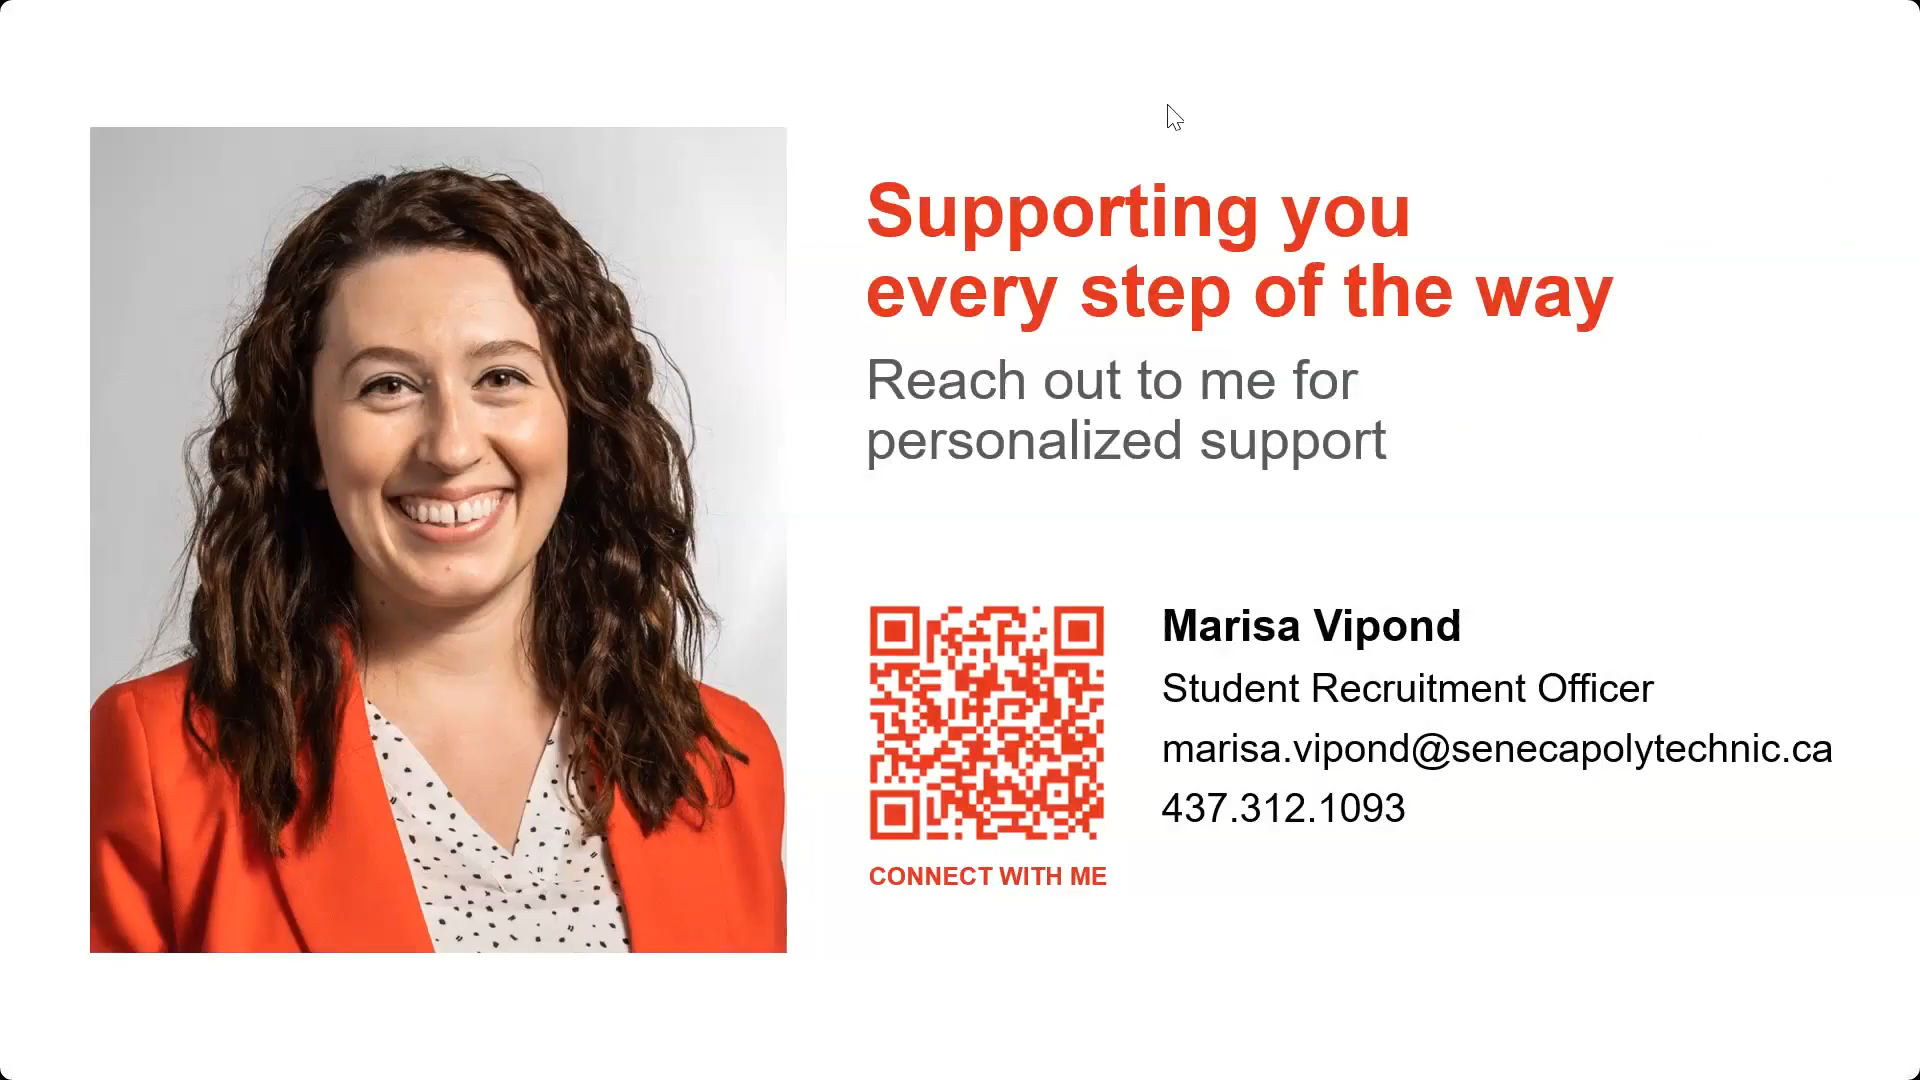 Supporting you
every step of the way
Reach out to me for
personalized support
Marisa Vipond
Student Recruitment Officer
marisa.vipond@senecapolytechnic.ca
437.312.1093
CONNECT WITH ME